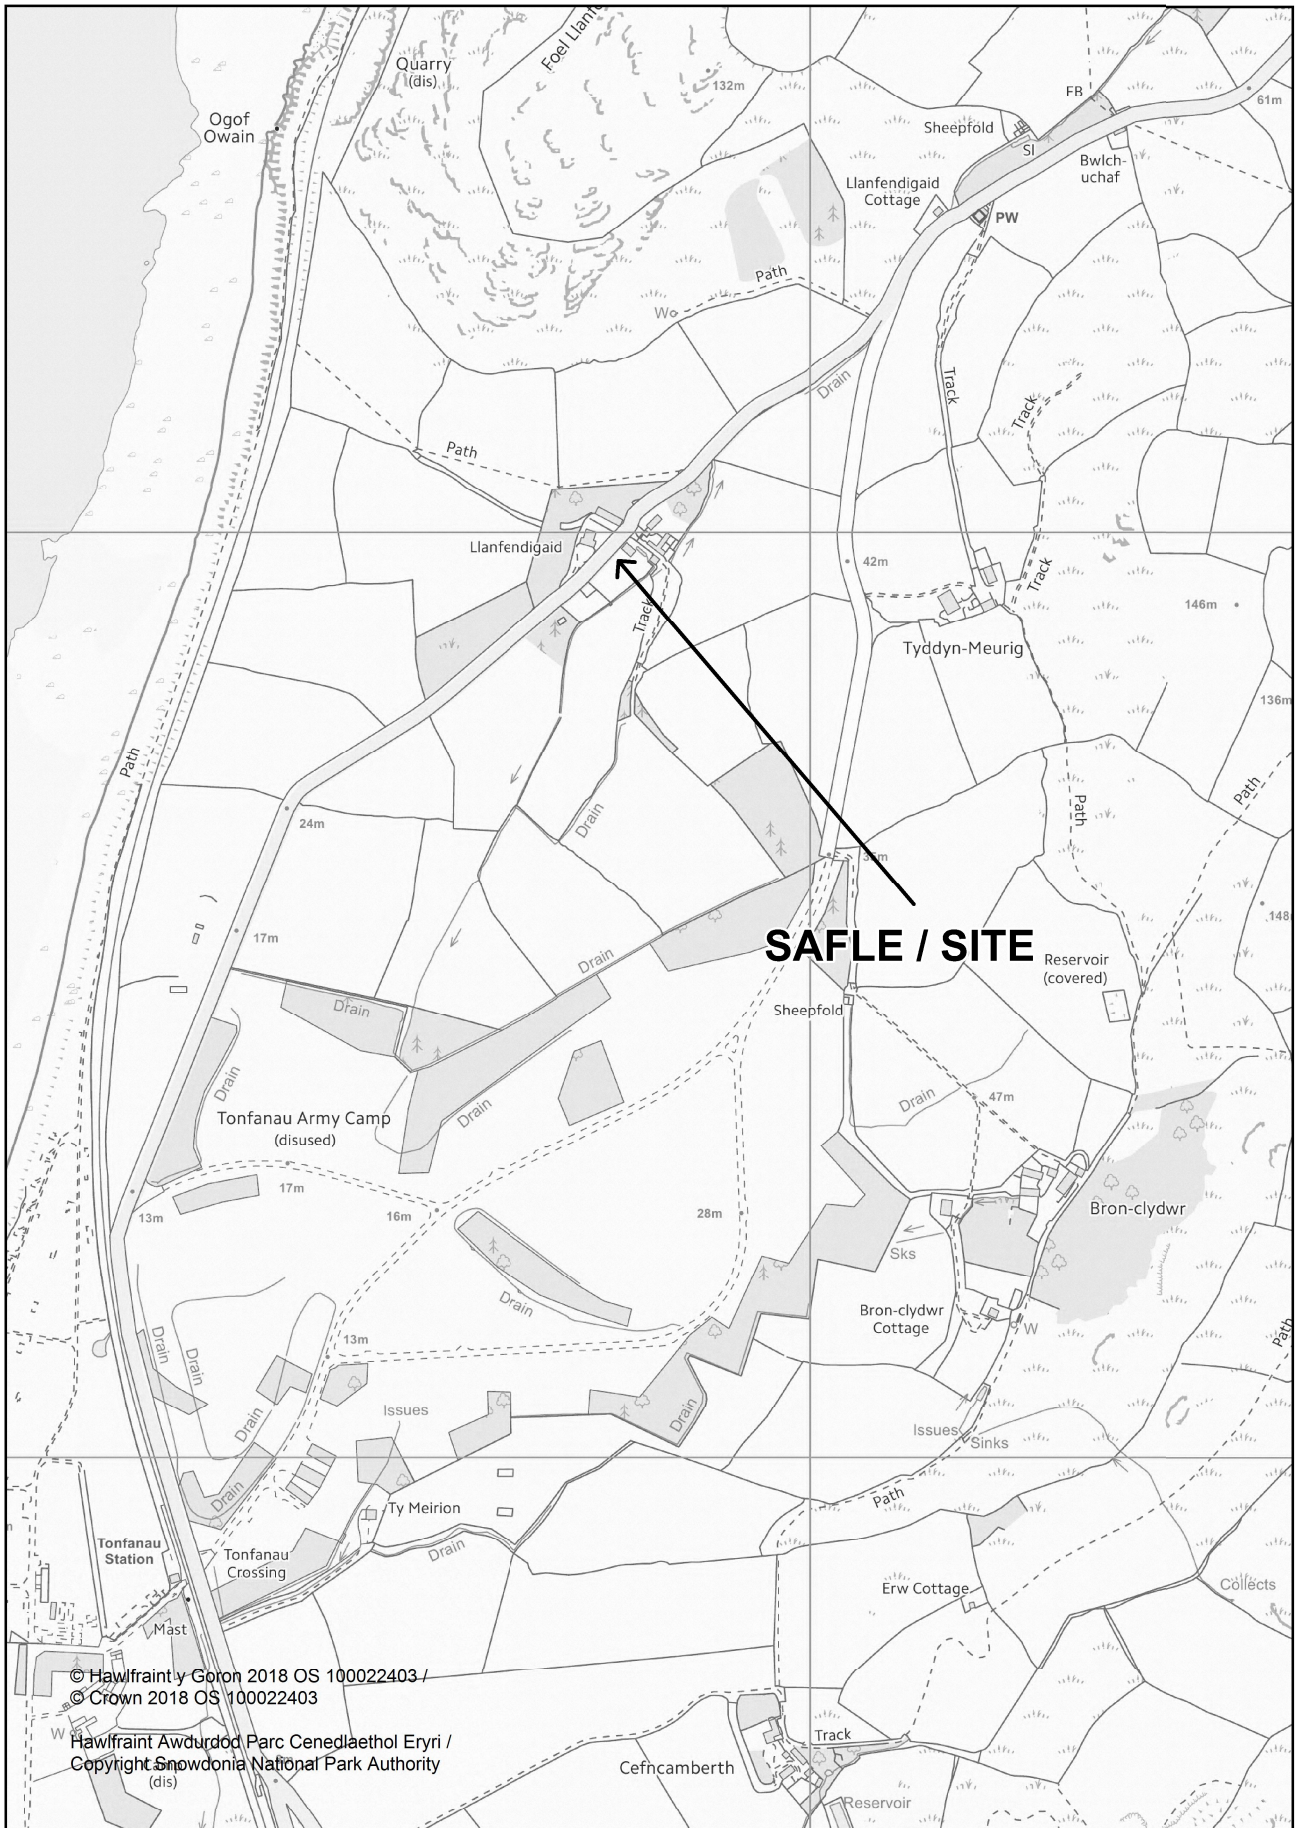 Foel Llanf
Quarry
(dis)
132m
Ogof
Owain
FB
61m
Sheepfold
SI
Bwlch-
uchaf
Llanfendigaid
Cottage
PW
Path
W
Drain
Track
Track
Path
Llanfendigaid
42m
Track
Track
146m
Tyddyn-Meurig
136m
Path
Path
Path
24m
Drain
17m
148
SAFLE / SITE
Drain
Reservoir
(covered)
Drain
Sheepfold
Drain
Drain
Drain
47m
Tonfanau Army Camp
(disused)
17m
13m
16m
28m
Bron-clydwr
Sks
Drain
Bron-clydwr
Cottage
W
13m
Path
Drain
Drain
Drain
Issues
Drain
Issues
Sinks
Drain
Path
Ty Meirion
Tonfanau
Station
Tonfanau
Crossing
Drain
Erw Cottage
Collects
Mast
© Hawlfraint y Goron 2018 OS 100022403 /
© Crown 2018 OS 100022403
W
Hawlfraint Awdurdod Parc Cenedlaethol Eryri /
Copyright Snowdonia National Park Authority
(dis)
Track
Cefncamberth
Reservoir